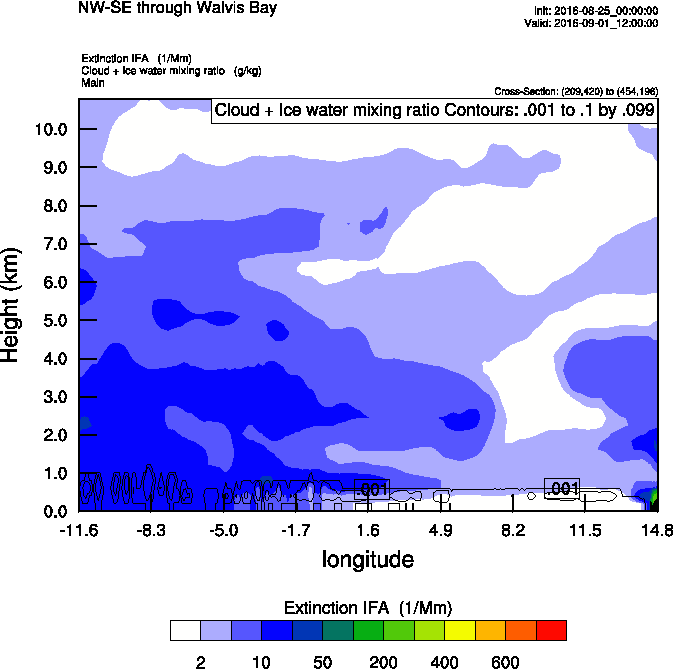 NW-SE through Walvis Bay
Init: 2016-08-25_00:00:00
Valid: 2016-09-01_12:00:00
Extinction IFA (1/Mm)
Cloud + Ice water mixing ratio (g/kg)
Main
Cross-Section: (209,420) to (454,196)
Cloud + Ice water mixing ratio Contours: .001 to .1 by .099
10.0
9.0
8.0
7.0
6.0
5.0
4.0
3.0
2.0
1.0
0.0
Height (km)
.001
.001
-11.6 -8.3 -5.0 -1.7 1.6 4.9 8.2 11.5 14.8
longitude
Extinction IFA (1/Mm)
2 10 50 200 400 600